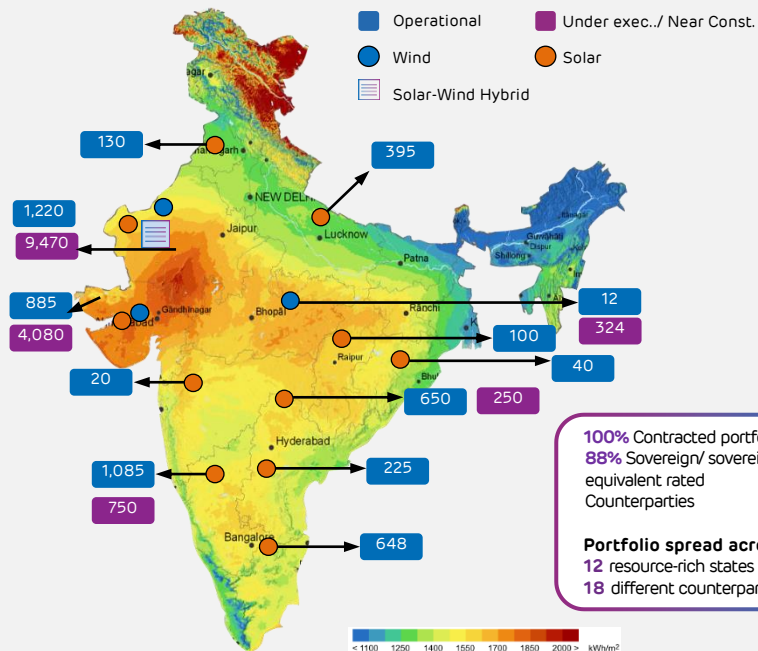 Operational
Under exec../ Near Const.
Wind
Solar
Solar-Wind Hybrid
130
395
NEW DELHI
1,220
9,470
Jaipur
Lucknow
Patna
Guwahati
Dispur
Shillong
885
4,080
Gandhinagar
Bhopal
Ranchi
12
324
100
Raipur
40
20
650
250
Hyderabad
1,085
750
225
Bangalore
648
100% Contracted portfo
88% Sovereign/ sovereig
equivalent rated
Counterparties
Portfolio spread acro
12 resource-rich states
18 different counterpar
< 1100 1250 1400 1550 1700 1850 2000 > kWh/m²